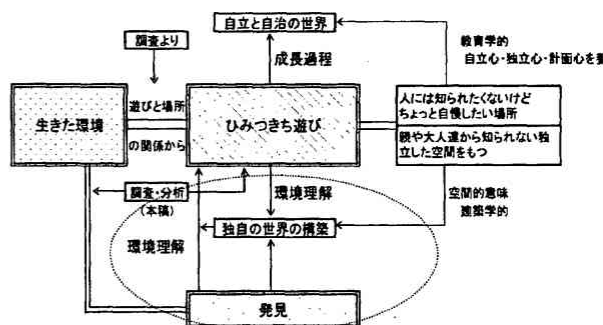 自立と自治の世界
調査より
成長過程
教育学的
自立心・独立心・計画心を
遊びと場所
生きた環境
ひみつきち遊び
の関係から
人には知られたくないけど
ちょっと自慢したい場所
親や大人達から知られない独
立した空間をもつ
調査・分析
(本稿)
環境理解
空間的意味
建築学的
環境理解
独自の世界の構築
発見